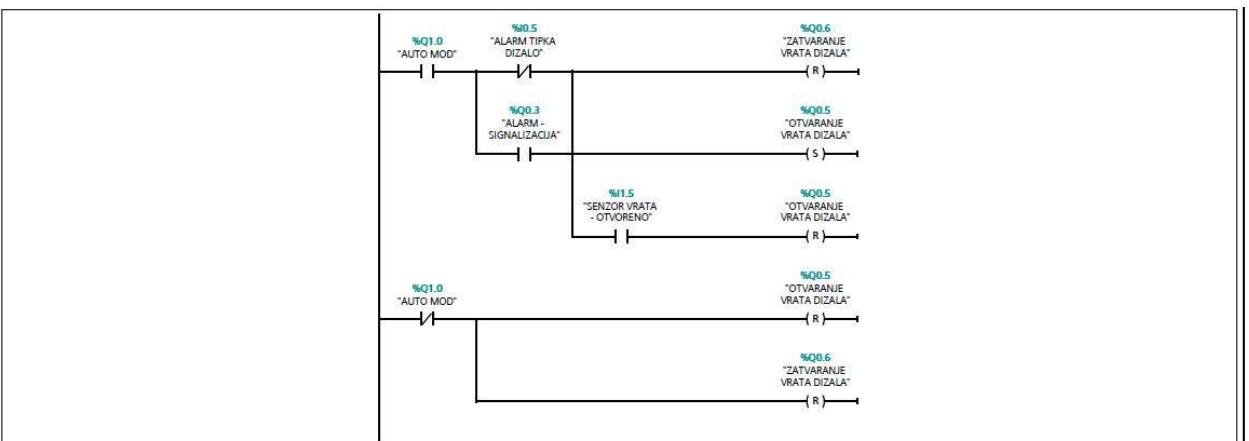 %Q1.0
"AUTO MOD"
%I0.5
"ALARM TIPKA
DIZALO"
%Q0.6
"ZATVARANJE
VRATA DIZALA"
R
%Q0.3
"ALARM -
SIGNALIZACIJA"
%Q0.5
"OTVARANJE
VRATA DIZALA"
S
%I1.5
"SENZOR VRATA
- OTVORENO"
%Q0.5
"OTVARANJE
VRATA DIZALA"
R
%Q1.0
"AUTO MOD"
%Q0.5
"OTVARANJE
VRATA DIZALA"
R
%Q0.6
"ZATVARANJE
VRATA DIZALA"
R